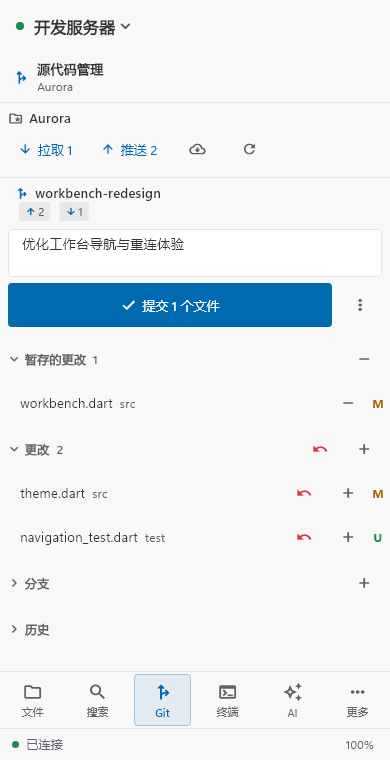 开发服务器
源代码管理
Aurora
Aurora
拉取 1 推送 2
workbench-redesign
2 1
优化工作台导航与重连体验
提交 1 个文件
暂存的更改 1
workbench.dart src M
更改 2
theme.dart src M
navigation_test.dart test U
分支
历史
文件 搜索 Git 终端 AI 更多
已连接 100%